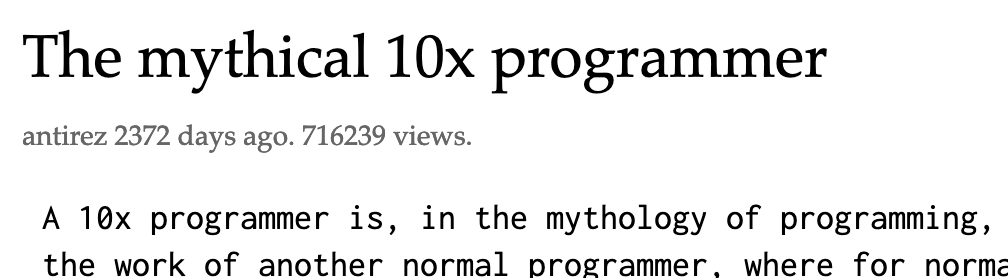 The mythical 10x programmer
antirez 2372 days ago. 716239 views.
A 10x programmer is, in the mythology of programming,
the work of another normal programmer, where for norma